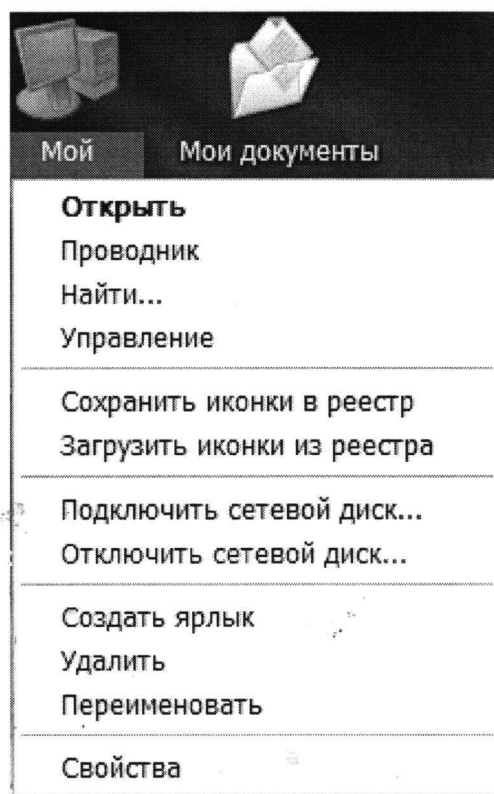 Мой Мои документы
Открыть
Проводник
Найти...
Управление
Сохранить иконки в реестр
Загрузить иконки из реестра
Подключить сетевой диск...
Отключить сетевой диск...
Создать ярлык
Удалить
Переименовать
Свойства